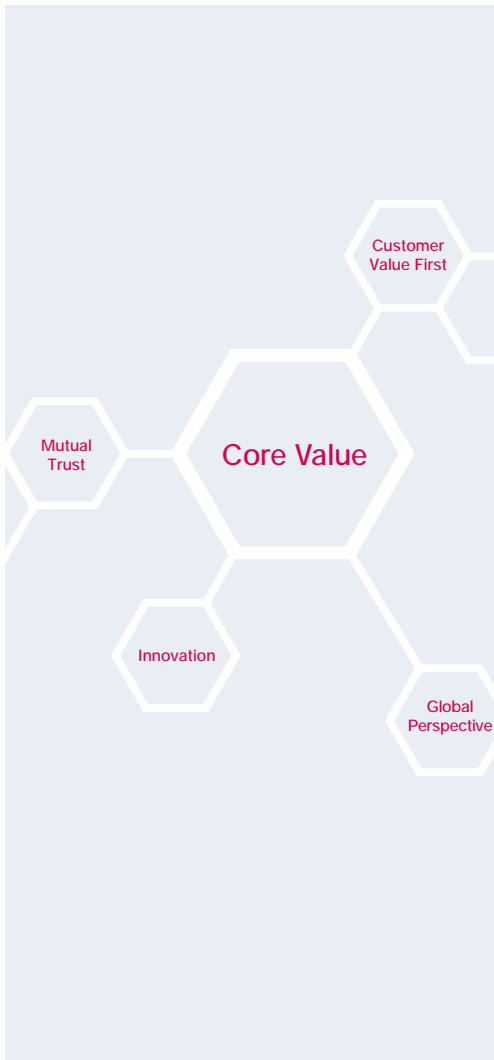 Customer
Value First
Mutual
Trust
Core Value
Innovation
Global
Perspective